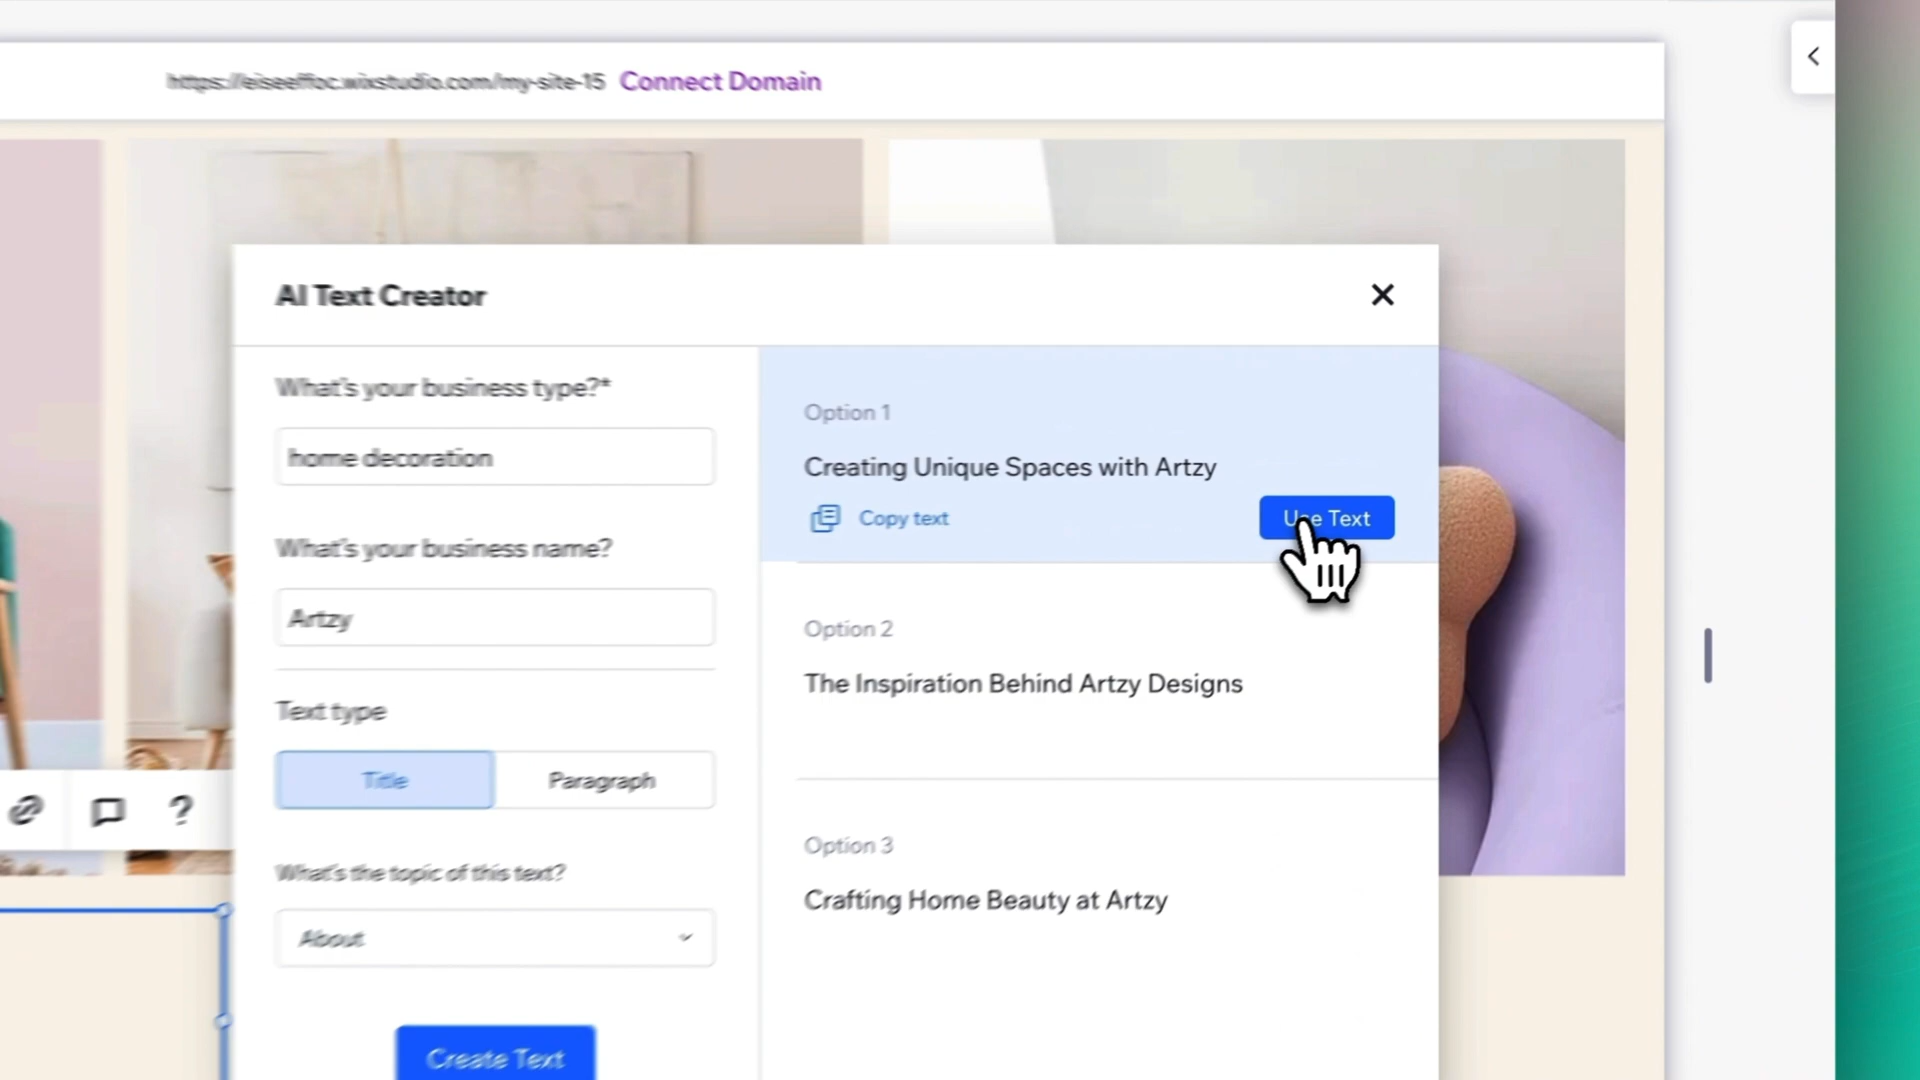 https://eiseeffoc.wixstudio.com/my-site-15 Connect Domain
AI Text Creator
What's your business type?*
home decoration
What's your business name?
Artzy
Text type
Title Paragraph
What's the topic of this text?
About
Create Text
Option 1
Creating Unique Spaces with Artzy
Copy text Use Text
Option 2
The Inspiration Behind Artzy Designs
Option 3
Crafting Home Beauty at Artzy